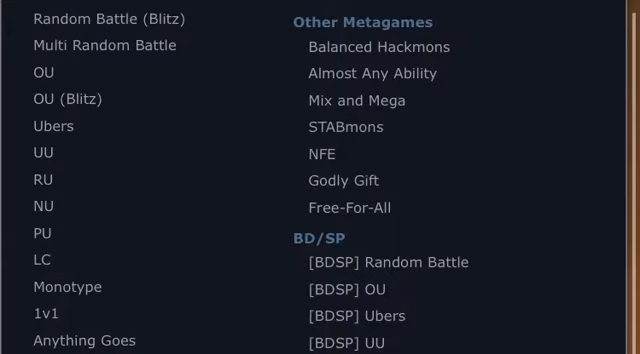 Random Battle (Blitz)
Multi Random Battle
OU
OU (Blitz)
Ubers
UU
RU
NU
PU
LC
Monotype
1v1
Anything Goes
Other Metagames
Balanced Hackmons
Almost Any Ability
Mix and Mega
STABmons
NFE
Godly Gift
Free-For-All
BD/SP
[BDSP] Random Battle
[BDSP] OU
[BDSP] Ubers
[BDSP] UU